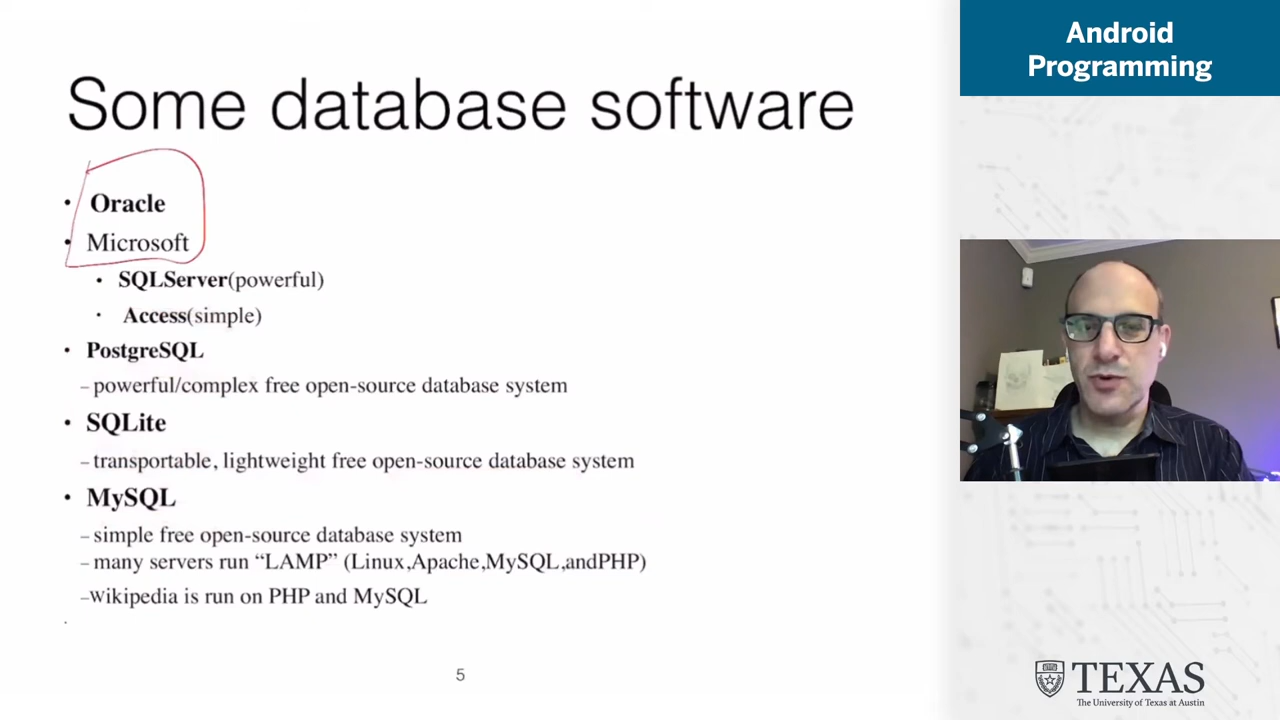 Android
Programming
Some database software
• Oracle
• Microsoft
• SQLServer(powerful)
• Access(simple)
• PostgreSQL
– powerful/complex free open-source database system
• SQLite
– transportable, lightweight free open-source database system
• MySQL
– simple free open-source database system
– many servers run “LAMP” (Linux,Apache,MySQL,andPHP)
–wikipedia is run on PHP and MySQL
5
TEXAS
The University of Texas at Austin